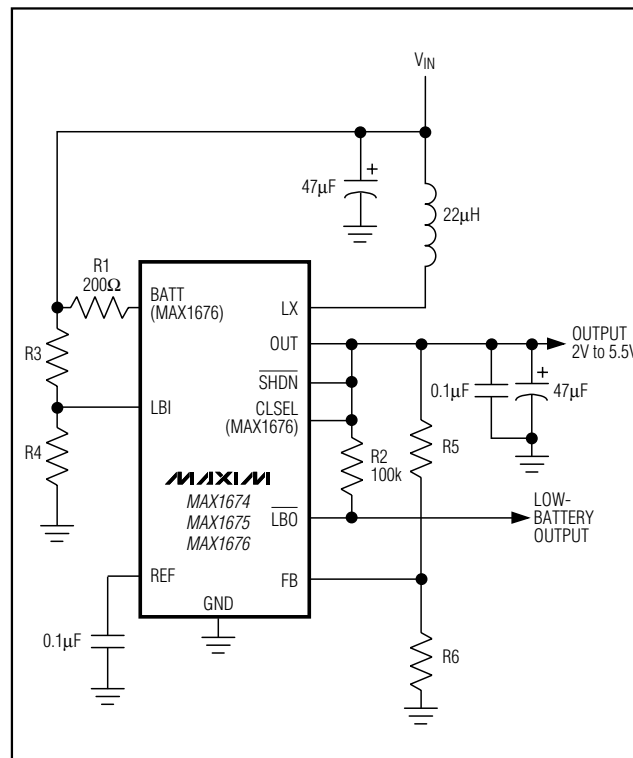 VIN
47µF
+
22µH
R1
200Ω
BATT
(MAX1676)
LX
R3
OUT
OUTPUT
2V to 5.5V
SHDN
0.1µF
+
47µF
LBI
CLSEL
(MAX1676)
R4
R2
100k
R5
MAXIM
MAX1674
MAX1675
MAX1676
LBO
LOW-
BATTERY
OUTPUT
REF
FB
GND
0.1µF
R6